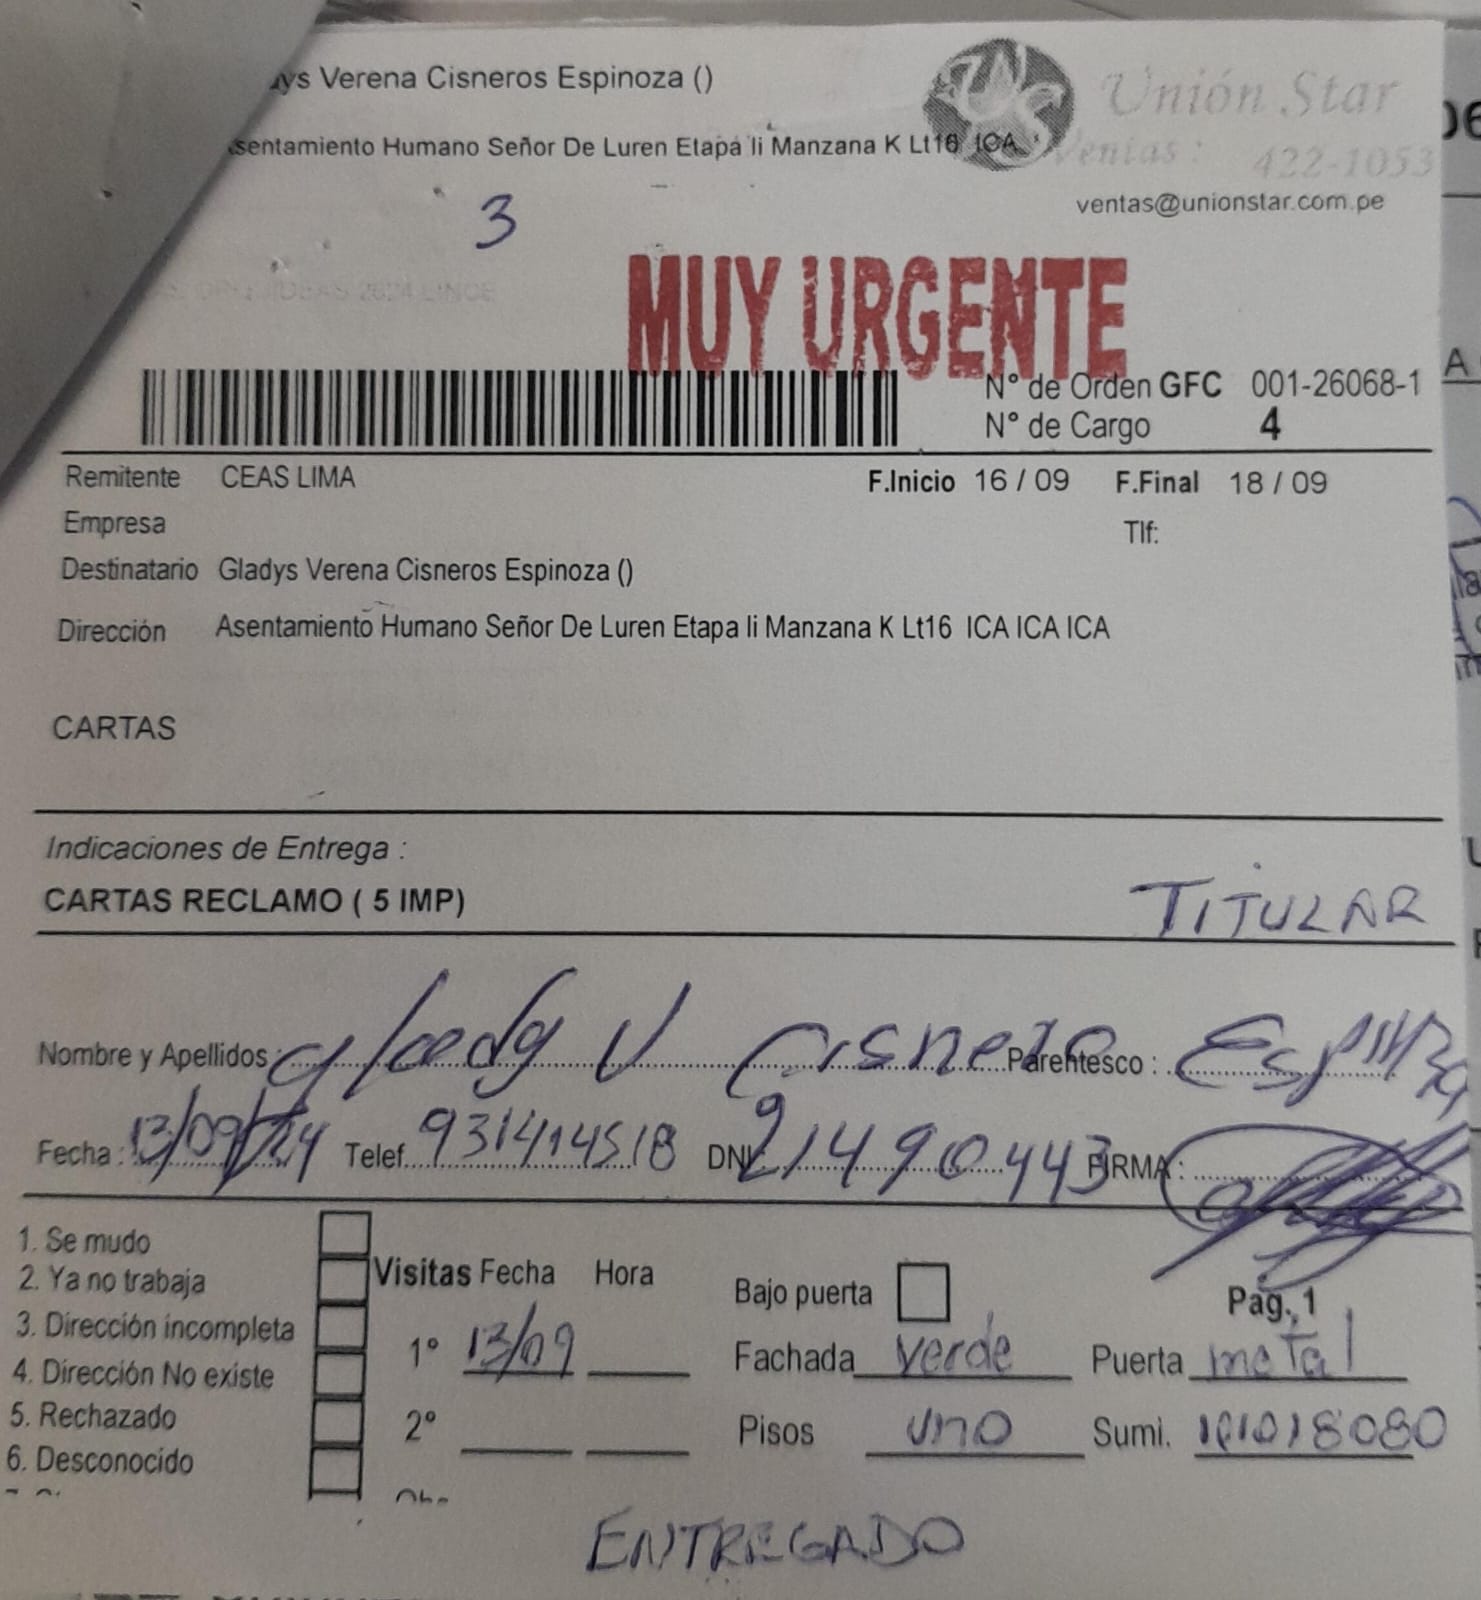 Verena Cisneros Espinoza ()
Unión Star
sentamiento Humano Señor De Luren Etapa Ii Manzana K Lt16 ICA
Ventas : 422-1053
ventas@unionstar.com.pe
3
2024 LINCE
MUY URGENTE
N° de Orden GFC 001-26068-1
N° de Cargo 4
Remitente CEAS LIMA F.Inicio 16 / 09 F.Final 18 / 09
Empresa Tlf:
Destinatario Gladys Verena Cisneros Espinoza ()
Dirección Asentamiento Humano Señor De Luren Etapa Ii Manzana K Lt16 ICA ICA ICA
CARTAS
Indicaciones de Entrega :
CARTAS RECLAMO ( 5 IMP) TITULAR
Nombre y Apellidos : V Cisnero Parentesco : Espinoza
Fecha : 13/09/24 Telef. 931414518 DNI. 21490443 FIRMA :
1. Se mudo
2. Ya no trabaja
3. Dirección incompleta
4. Dirección No existe
5. Rechazado
6. Desconocido
Visitas Fecha Hora
1° 13/09
2°
Bajo puerta Pág. 1
Fachada verde Puerta metal
Pisos uno Sumi.
ENTREGADO